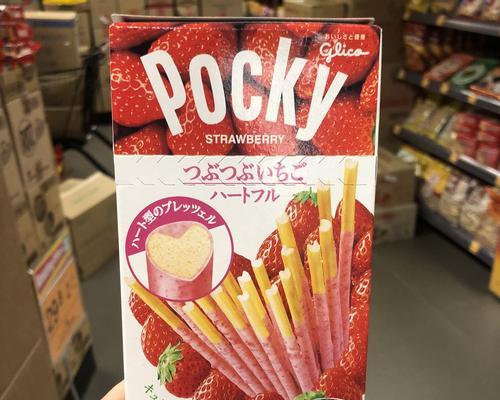 おいしさと健康
Glico
Pocky
STRAWBERRY
つぶつぶいちご
ハートフル
ハート型のプレッツェル